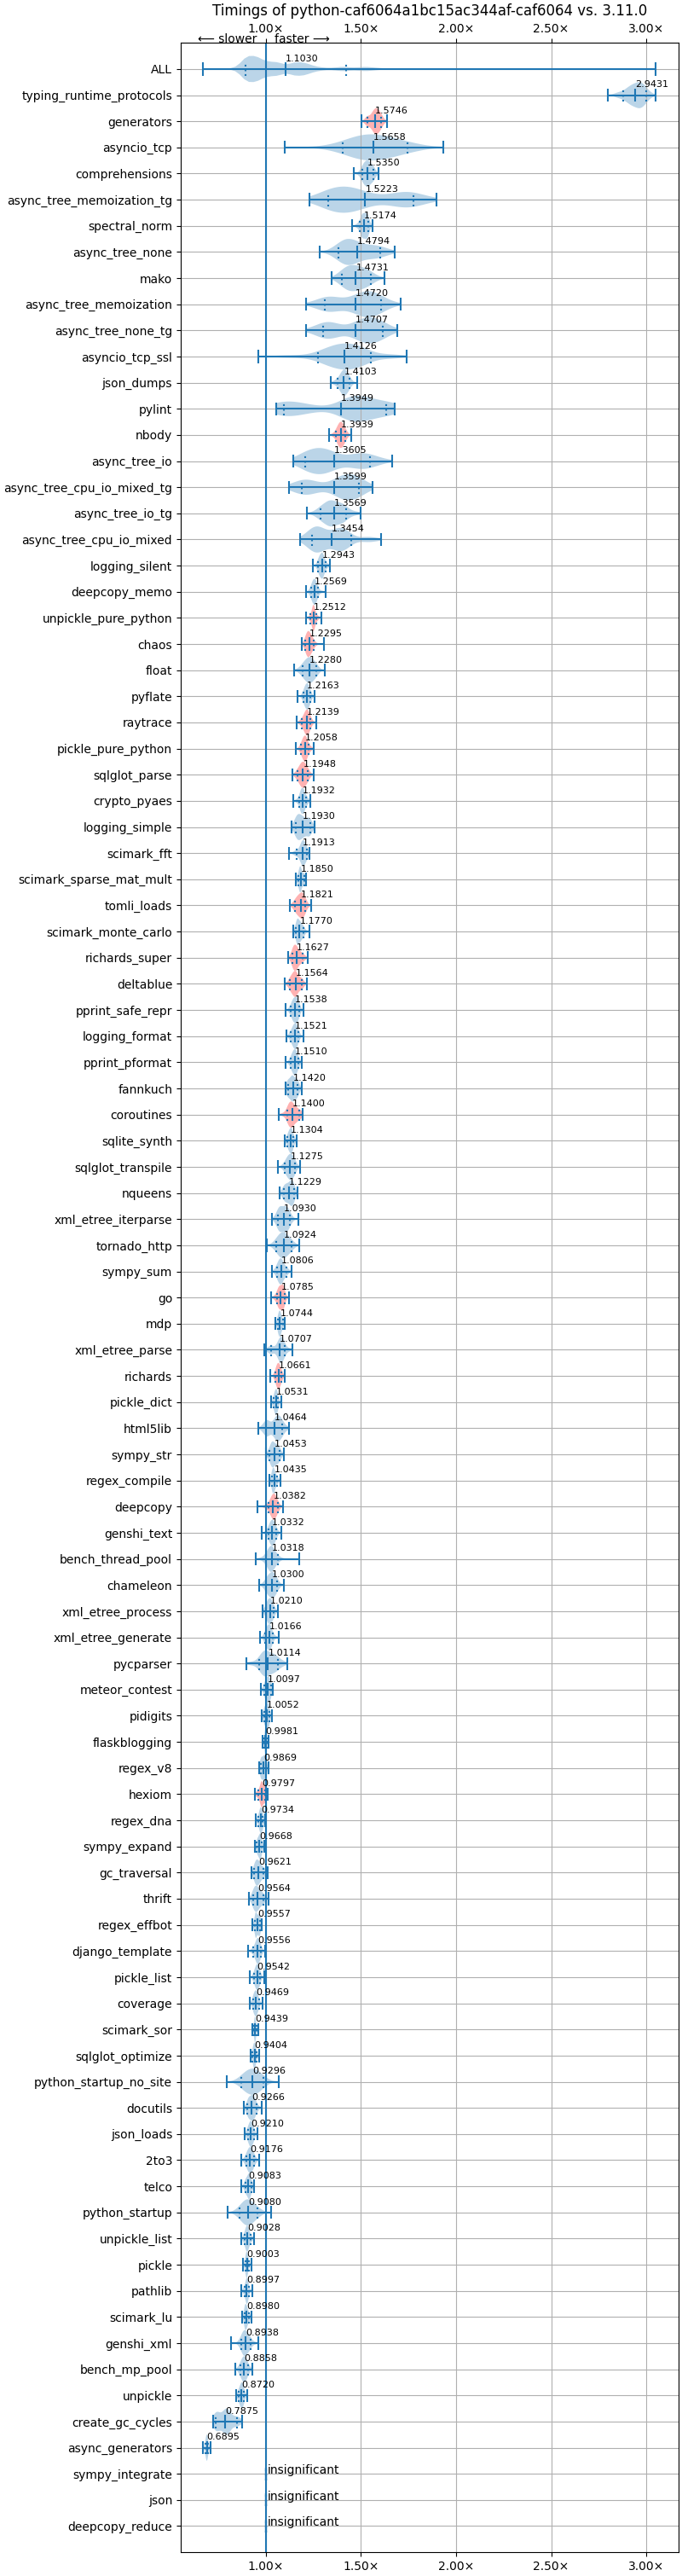 Timings of python-caf6064a1bc15ac344af-caf6064 vs. 3.11.0
1.00× 1.50× 2.00× 2.50× 3.00×
⟵ slower faster ⟶
ALL 1.1030
typing_runtime_protocols 2.9431
generators 1.5746
asyncio_tcp 1.5658
comprehensions 1.5350
async_tree_memoization_tg 1.5223
spectral_norm 1.5174
async_tree_none 1.4794
mako 1.4731
async_tree_memoization 1.4720
async_tree_none_tg 1.4707
asyncio_tcp_ssl 1.4126
json_dumps 1.4103
pylint 1.3949
nbody 1.3939
async_tree_io 1.3605
async_tree_cpu_io_mixed_tg 1.3599
async_tree_io_tg 1.3569
async_tree_cpu_io_mixed 1.3454
logging_silent 1.2943
deepcopy_memo 1.2569
unpickle_pure_python 1.2512
chaos 1.2295
float 1.2280
pyflate 1.2163
raytrace 1.2139
pickle_pure_python 1.2058
sqlglot_parse 1.1948
crypto_pyaes 1.1932
logging_simple 1.1930
scimark_fft 1.1913
scimark_sparse_mat_mult 1.1850
tomli_loads 1.1821
scimark_monte_carlo 1.1770
richards_super 1.1627
deltablue 1.1564
pprint_safe_repr 1.1538
logging_format 1.1521
pprint_pformat 1.1510
fannkuch 1.1420
coroutines 1.1400
sqlite_synth 1.1304
sqlglot_transpile 1.1275
nqueens 1.1229
xml_etree_iterparse 1.0930
tornado_http 1.0924
sympy_sum 1.0806
go 1.0785
mdp 1.0744
xml_etree_parse 1.0707
richards 1.0661
pickle_dict 1.0531
html5lib 1.0464
sympy_str 1.0453
regex_compile 1.0435
deepcopy 1.0382
genshi_text 1.0332
bench_thread_pool 1.0318
chameleon 1.0300
xml_etree_process 1.0210
xml_etree_generate 1.0166
pycparser 1.0114
meteor_contest 1.0097
pidigits 1.0052
flaskblogging 0.9981
regex_v8 0.9869
hexiom 0.9797
regex_dna 0.9734
sympy_expand 0.9668
gc_traversal 0.9621
thrift 0.9564
regex_effbot 0.9557
django_template 0.9556
pickle_list 0.9542
coverage 0.9469
scimark_sor 0.9439
sqlglot_optimize 0.9404
python_startup_no_site 0.9296
docutils 0.9266
json_loads 0.9210
2to3 0.9176
telco 0.9083
python_startup 0.9080
unpickle_list 0.9028
pickle 0.9003
pathlib 0.8997
scimark_lu 0.8980
genshi_xml 0.8938
bench_mp_pool 0.8858
unpickle 0.8720
create_gc_cycles 0.7875
async_generators 0.6895
sympy_integrate insignificant
json insignificant
deepcopy_reduce insignificant
1.00× 1.50× 2.00× 2.50× 3.00×